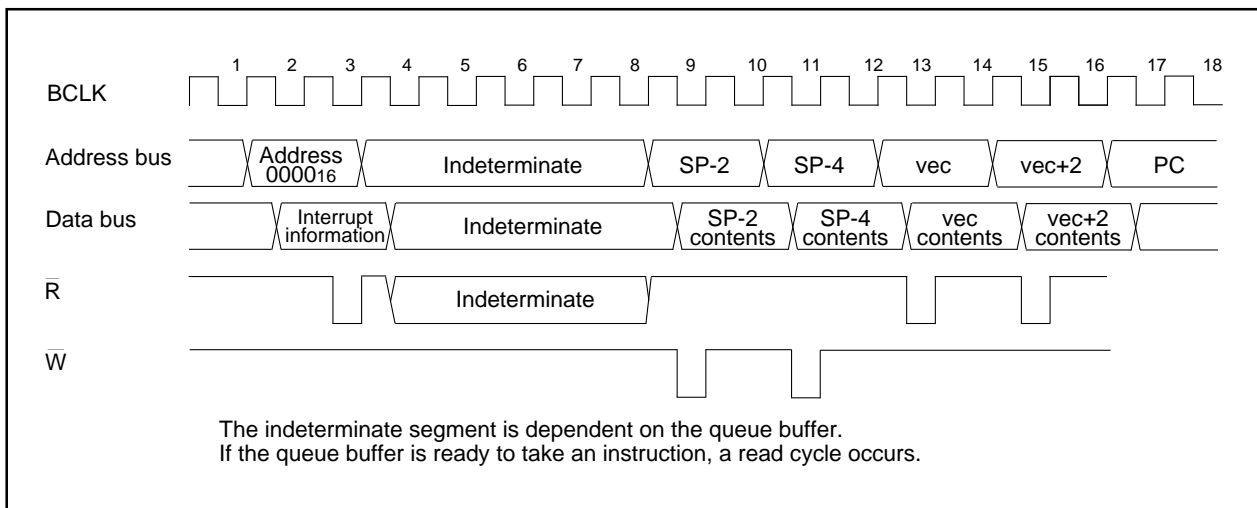 1 2 3 4 5 6 7 8 9 10 11 12 13 14 15 16 17 18
BCLK
Address bus
Address
000016
Indeterminate
SP-2
SP-4
vec
vec+2
PC
Data bus
Interrupt
information
Indeterminate
SP-2
contents
SP-4
contents
vec
contents
vec+2
contents
R̅
Indeterminate
W̅
The indeterminate segment is dependent on the queue buffer.
If the queue buffer is ready to take an instruction, a read cycle occurs.